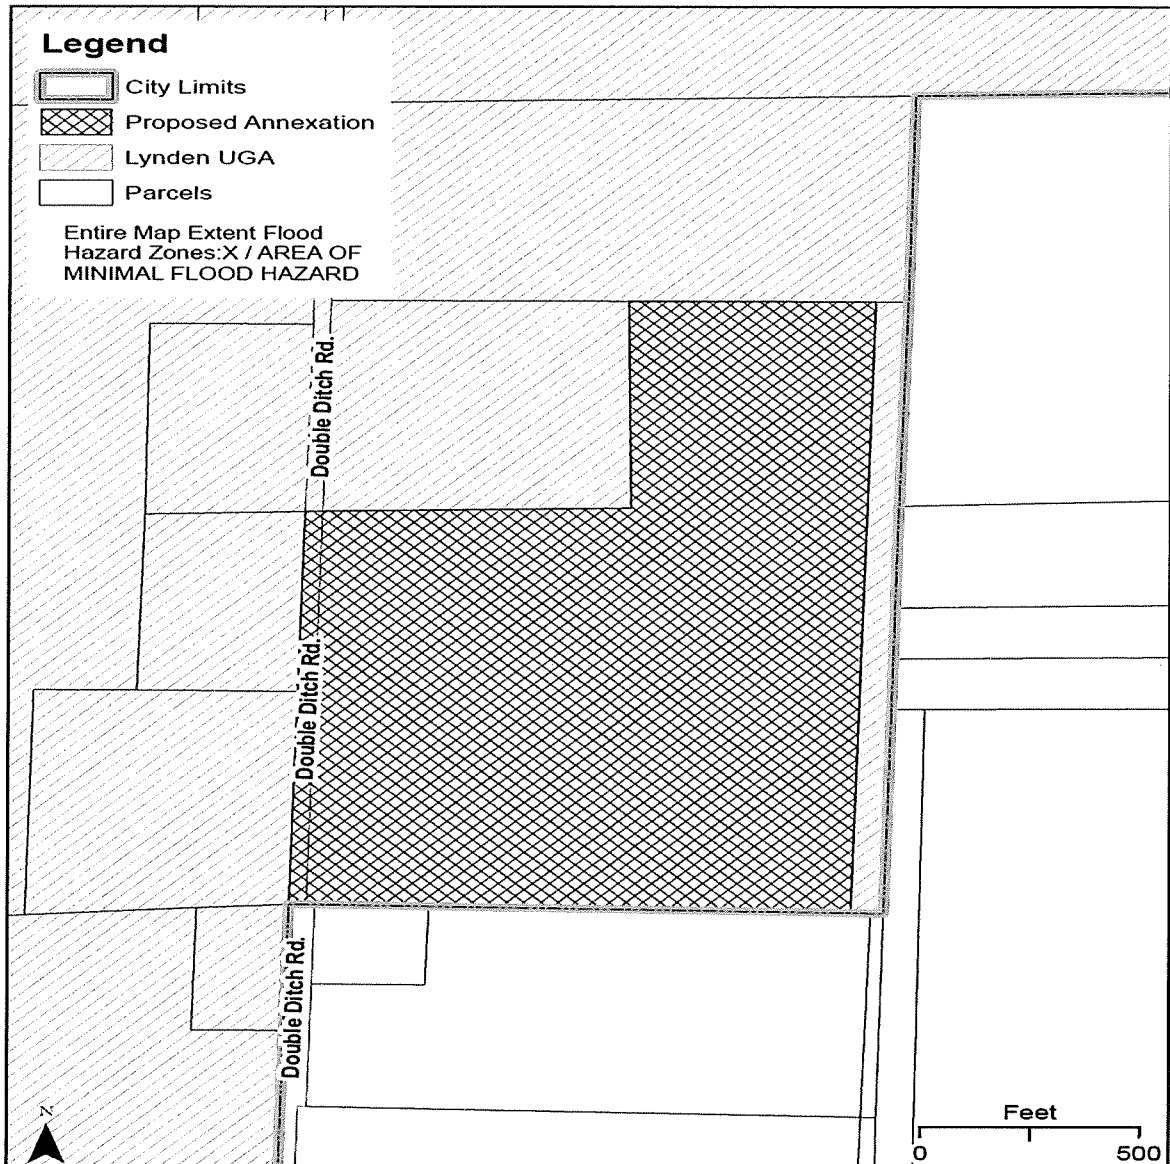 Legend
City Limits
Proposed Annexation
Lynden UGA
Parcels
Entire Map Extent Flood
Hazard Zones:X / AREA OF
MINIMAL FLOOD HAZARD
Double Ditch Rd.
Double Ditch Rd.
Double Ditch Rd.
N
Feet
0 500